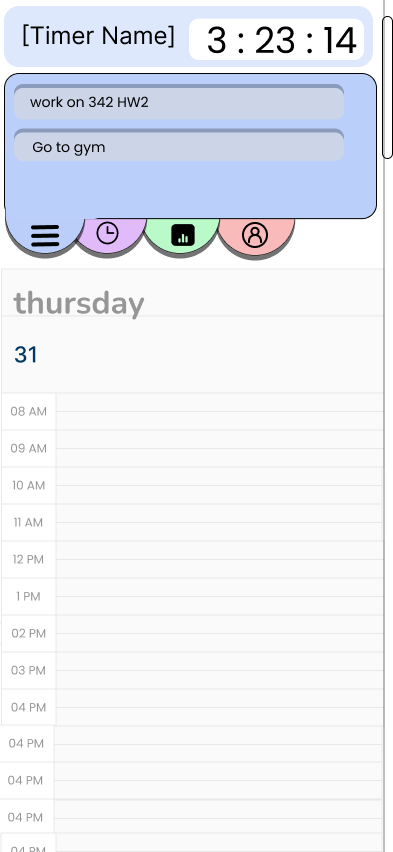 [Timer Name] 3 : 23 : 14
work on 342 HW2
Go to gym
thursday
31
08 AM
09 AM
10 AM
11 AM
12 PM
1 PM
02 PM
03 PM
04 PM
04 PM
04 PM
04 PM
04 PM